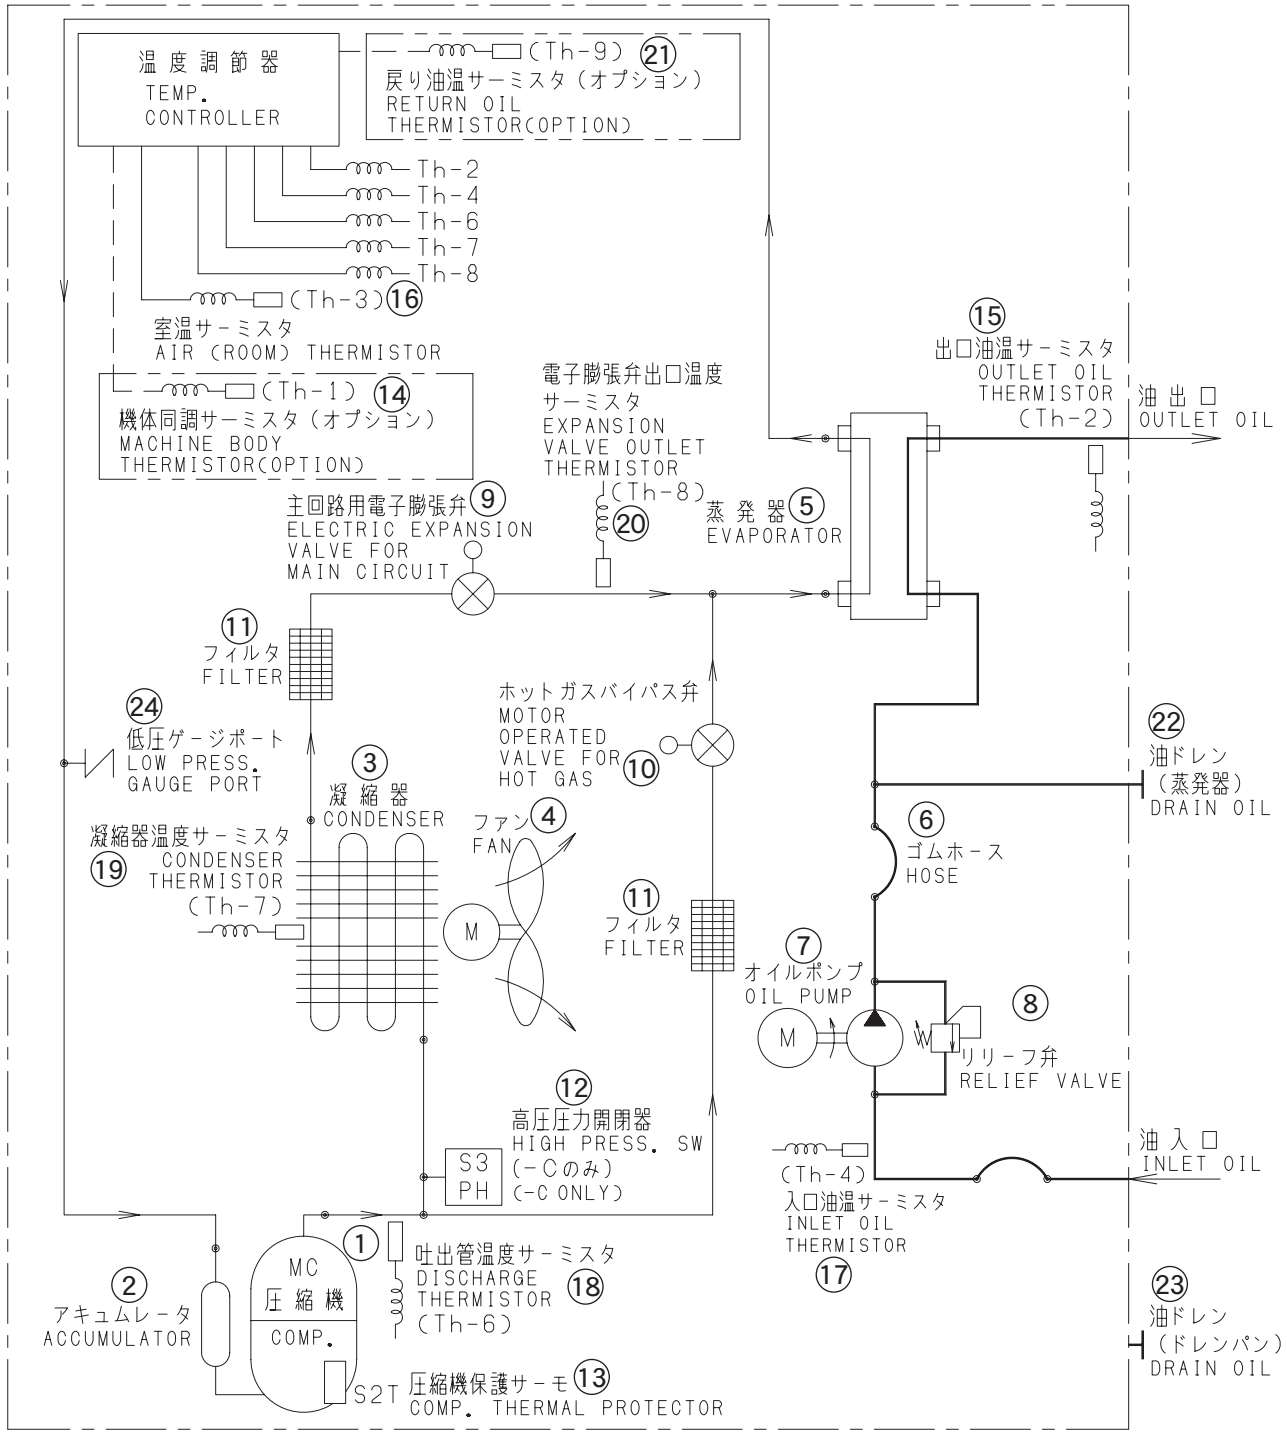 温度調節器
TEMP.
CONTROLLER
(Th-9) 21
戻り油温サーミスタ(オプション)
RETURN OIL
THERMISTOR(OPTION)
Th-2
Th-4
Th-6
Th-7
Th-8
(Th-3) 16
室温サーミスタ
AIR (ROOM) THERMISTOR
(Th-1) 14
機体同調サーミスタ(オプション)
MACHINE BODY
THERMISTOR(OPTION)
15
出口油温サーミスタ
OUTLET OIL
THERMISTOR
(Th-2)
油出口
OUTLET OIL
電子膨張弁出口温度
サーミスタ
EXPANSION
VALVE OUTLET
THERMISTOR
(Th-8)
20
主回路用電子膨張弁 9
ELECTRIC EXPANSION
VALVE FOR
MAIN CIRCUIT
蒸発器 5
EVAPORATOR
11
フィルタ
FILTER
24
低圧ゲージポート
LOW PRESS.
GAUGE PORT
3
凝縮器
CONDENSER
ホットガスバイパス弁
MOTOR
OPERATED
VALVE FOR
HOT GAS 10
22
油ドレン
(蒸発器)
DRAIN OIL
凝縮器温度サーミスタ
19 CONDENSER
THERMISTOR
(Th-7)
ファン 4
FAN
M
6
ゴムホース
HOSE
11
フィルタ
FILTER
7
オイルポンプ
OIL PUMP
M
8
リリーフ弁
RELIEF VALVE
12
高圧圧力開閉器
HIGH PRESS. SW
(-Cのみ)
(-C ONLY)
S3
PH
(Th-4)
入口油温サーミスタ
INLET OIL
THERMISTOR
17
油入口
INLET OIL
2
アキュムレータ
ACCUMULATOR
1
MC
圧縮機
COMP.
吐出管温度サーミスタ
DISCHARGE
THERMISTOR 18
(Th-6)
S2T
圧縮機保護サーモ 13
COMP. THERMAL PROTECTOR
23
油ドレン
(ドレンパン)
DRAIN OIL